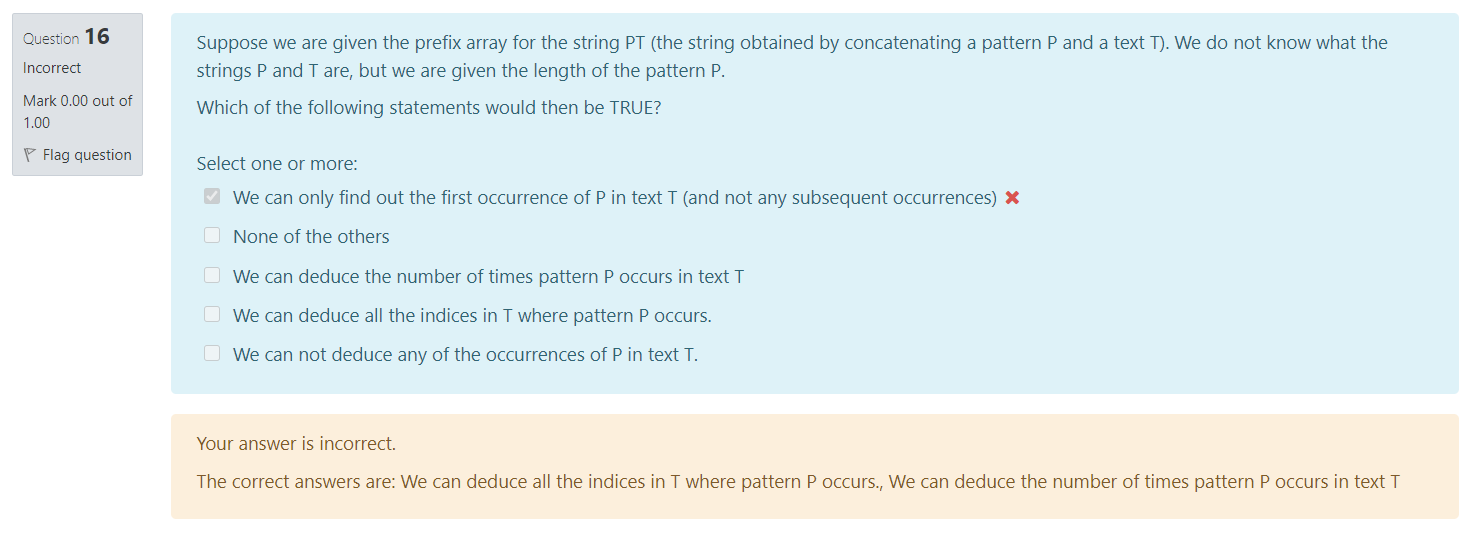 Question 16
Incorrect
Mark 0.00 out of
1.00
Flag question
Suppose we are given the prefix array for the string PT (the string obtained by concatenating a pattern P and a text T). We do not know what the
strings P and T are, but we are given the length of the pattern P.
Which of the following statements would then be TRUE?
Select one or more:
We can only find out the first occurrence of P in text T (and not any subsequent occurrences)
None of the others
We can deduce the number of times pattern P occurs in text T
We can deduce all the indices in T where pattern P occurs.
We can not deduce any of the occurrences of P in text T.
Your answer is incorrect.
The correct answers are: We can deduce all the indices in T where pattern P occurs., We can deduce the number of times pattern P occurs in text T